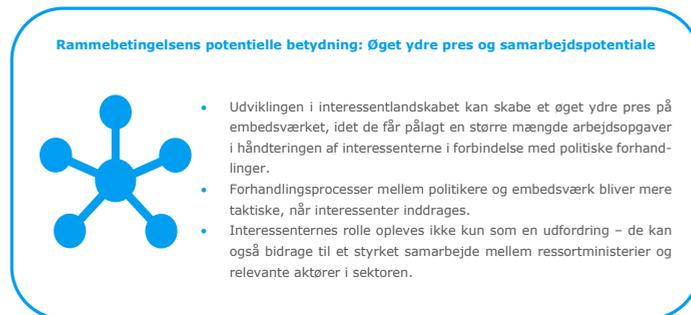 Rammebetingelsens potentielle betydning: Øget ydre pres og samarbejdspotentiale
• Udviklingen i interessentlandskabet kan skabe et øget ydre pres på
embedsværket, idet de får pålagt en større mængde arbejdsopgaver
i håndteringen af interessenterne i forbindelse med politiske forhand-
linger.
• Forhandlingsprocesser mellem politikere og embedsværk bliver mere
taktiske, når interessenter inddrages.
• Interessenternes rolle opleves ikke kun som en udfordring – de kan
også bidrage til et styrket samarbejde mellem ressortministerier og
relevante aktører i sektoren.